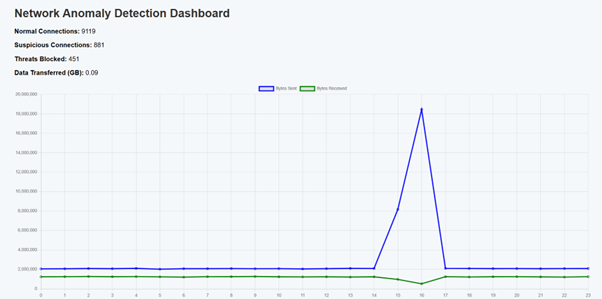 Network Anomaly Detection Dashboard
Normal Connections: 9119
Suspicious Connections: 881
Threats Blocked: 451
Data Transferred (GB): 0.09
Bytes Sent Bytes Received
20,000,000
18,000,000
16,000,000
14,000,000
12,000,000
10,000,000
8,000,000
6,000,000
4,000,000
2,000,000
0
0 1 2 3 4 5 6 7 8 9 10 11 12 13 14 15 16 17 18 19 20 21 22 23